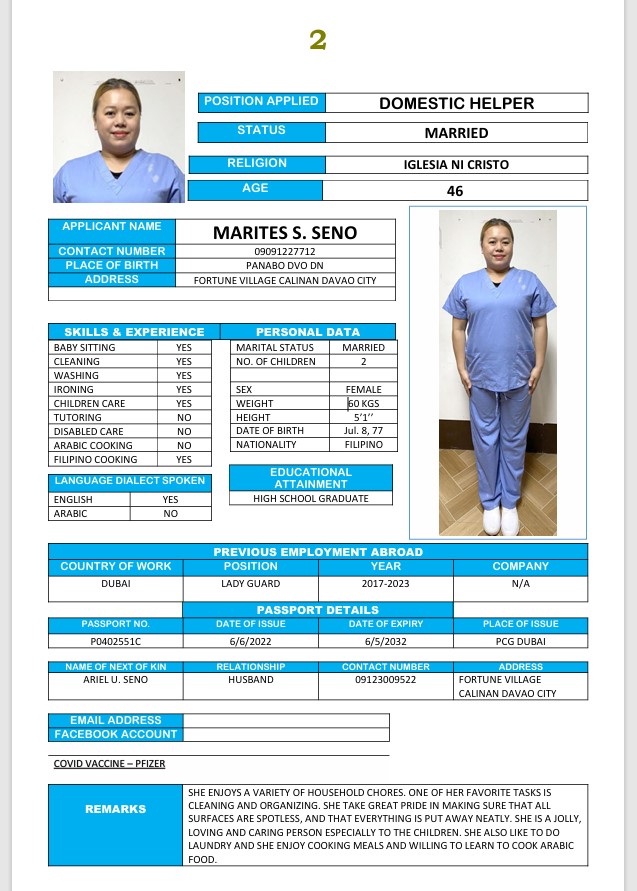 2
POSITION APPLIED DOMESTIC HELPER
STATUS MARRIED
RELIGION IGLESIA NI CRISTO
AGE 46
APPLICANT NAME MARITES S. SENO
CONTACT NUMBER 09091227712
PLACE OF BIRTH PANABO DVO DN
ADDRESS FORTUNE VILLAGE CALINAN DAVAO CITY
SKILLS & EXPERIENCE PERSONAL DATA
BABY SITTING YES MARITAL STATUS MARRIED
CLEANING YES NO. OF CHILDREN 2
WASHING YES
IRONING YES SEX FEMALE
CHILDREN CARE YES WEIGHT 60 KGS
TUTORING NO HEIGHT 5'1''
DISABLED CARE NO DATE OF BIRTH Jul. 8, 77
ARABIC COOKING NO NATIONALITY FILIPINO
FILIPINO COOKING YES
LANGUAGE DIALECT SPOKEN
ENGLISH YES
ARABIC NO
EDUCATIONAL
ATTAINMENT
HIGH SCHOOL GRADUATE
PREVIOUS EMPLOYMENT ABROAD
COUNTRY OF WORK POSITION YEAR COMPANY
DUBAI LADY GUARD 2017-2023 N/A
PASSPORT DETAILS
PASSPORT NO. DATE OF ISSUE DATE OF EXPIRY PLACE OF ISSUE
P0402551C 6/6/2022 6/5/2032 PCG DUBAI
NAME OF NEXT OF KIN RELATIONSHIP CONTACT NUMBER ADDRESS
ARIEL U. SENO HUSBAND 09123009522 FORTUNE VILLAGE
CALINAN DAVAO CITY
EMAIL ADDRESS
FACEBOOK ACCOUNT
COVID VACCINE – PFIZER
REMARKS
SHE ENJOYS A VARIETY OF HOUSEHOLD CHORES. ONE OF HER FAVORITE TASKS IS
CLEANING AND ORGANIZING. SHE TAKE GREAT PRIDE IN MAKING SURE THAT ALL
SURFACES ARE SPOTLESS, AND THAT EVERYTHING IS PUT AWAY NEATLY. SHE IS A JOLLY,
LOVING AND CARING PERSON ESPECIALLY TO THE CHILDREN. SHE ALSO LIKE TO DO
LAUNDRY AND SHE ENJOY COOKING MEALS AND WILLING TO LEARN TO COOK ARABIC
FOOD.